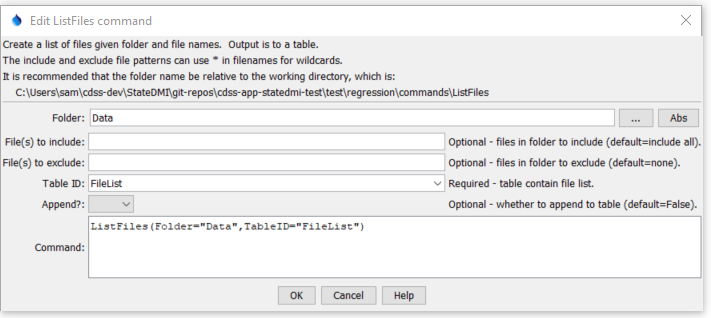 Edit ListFiles command
Create a list of files given folder and file names.  Output is to a table.
The include and exclude file patterns can use * in filenames for wildcards.
It is recommended that the folder name be relative to the working directory, which is:
C:\Users\sam\cdss-dev\StateDMI\git-repos\cdss-app-statedmi-test\test\regression\commands\ListFiles
Folder: Data ... Abs
File(s) to include: Optional - files in folder to include (default=include all).
File(s) to exclude: Optional - files in folder to exclude (default=none).
Table ID: FileList Required - table contain file list.
Append?: Optional - whether to append to table (default=False).
Command: ListFiles(Folder="Data",TableID="FileList")
OK Cancel Help